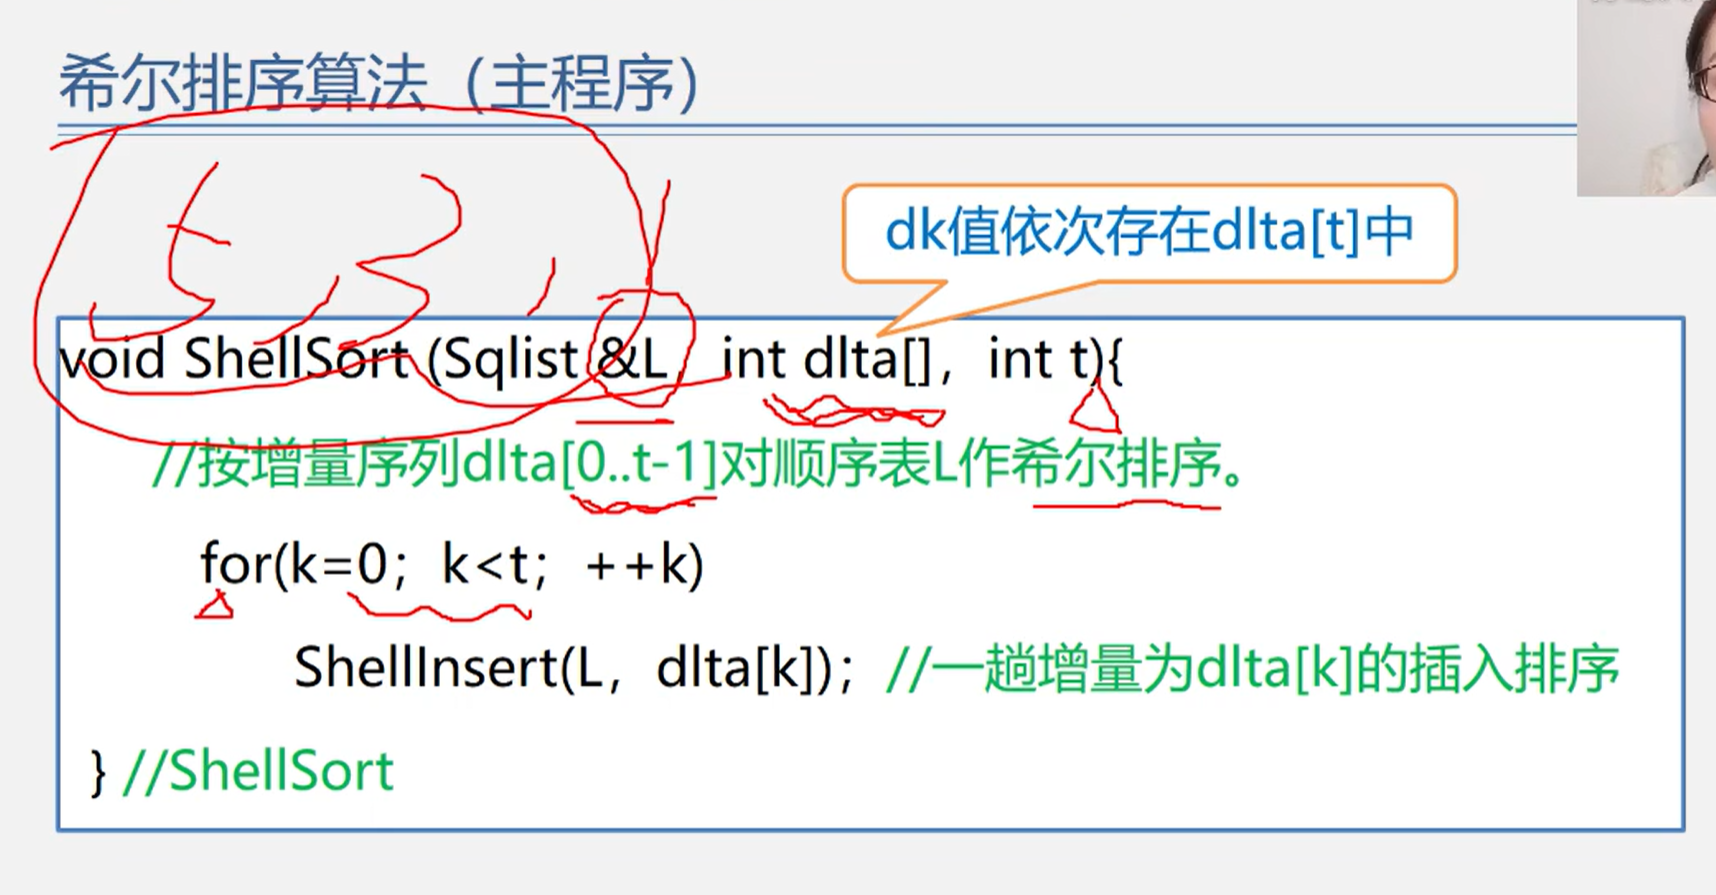 希尔排序算法（主程序）
5, 3, 1
dk值依次存在dlta[t]中
void ShellSort (Sqlist &L, int dlta[], int t){
//按增量序列dlta[0..t-1]对顺序表L作希尔排序。
for(k=0; k<t; ++k)
ShellInsert(L, dlta[k]); //一趟增量为dlta[k]的插入排序
} //ShellSort